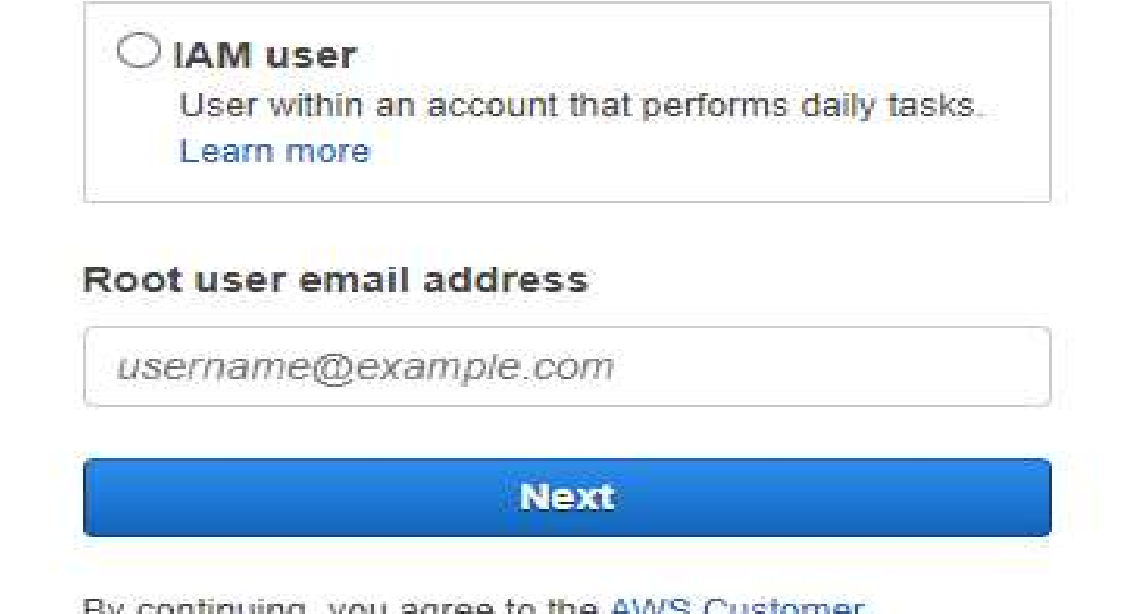 IAM user
User within an account that performs daily tasks.
Learn more
Root user email address
username@example.com
Next
By continuing, you agree to the AWS Customer